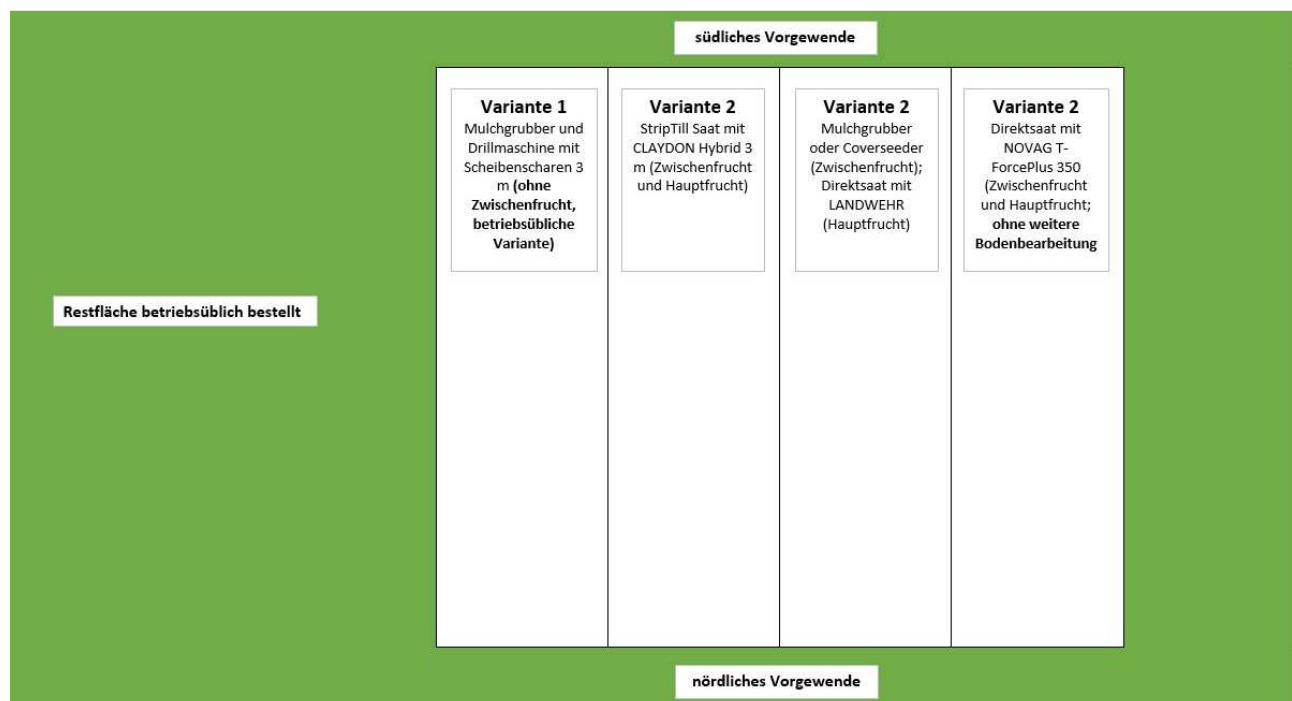 südliches Vorgewende
Variante 1
Mulchgrubber und
Drillmaschine mit
Scheibenscharen 3
m (ohne
Zwischenfrucht,
betriebsübliche
Variante)
Variante 2
StripTill Saat mit
CLAYDON Hybrid 3
m (Zwischenfrucht
und Hauptfrucht)
Variante 2
Mulchgrubber
oder Coverseeder
(Zwischenfrucht);
Direktsaat mit
LANDWEHR
(Hauptfrucht)
Variante 2
Direktsaat mit
NOVAG T-
ForcePlus 350
(Zwischenfrucht
und Hauptfrucht;
ohne weitere
Bodenbearbeitung
Restfläche betriebsüblich bestellt
nördliches Vorgewende